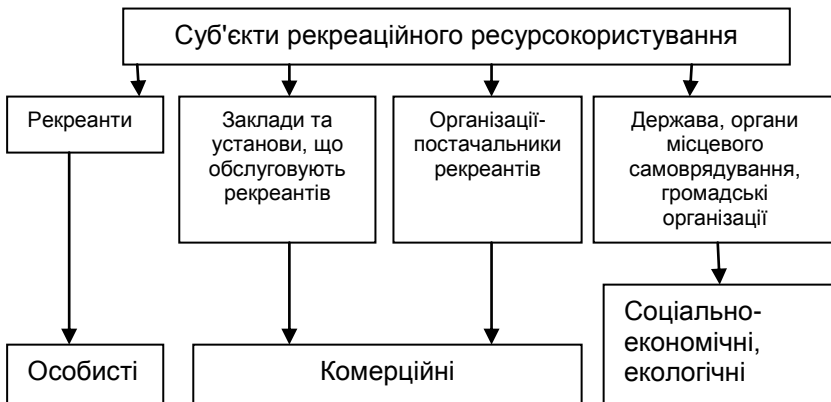 Суб'єкти рекреаційного ресурсокористування
Рекреанти
Заклади та
установи, що
обслуговують
рекреантів
Організації-
постачальники
рекреантів
Держава, органи
місцевого
самоврядування,
громадські
організації
Особисті
Комерційні
Соціально-
економічні,
екологічні